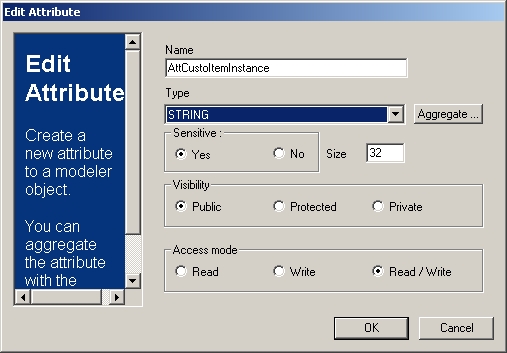 Edit Attribute
Edit
Attribute
Create a
new attribute
to a modeler
object.
You can
aggregate
the attribute
with the
Name
AttCustoItemInstance
Type
STRING
Aggregate ...
Sensitive :
Yes
No
Size
32
Visibility
Public
Protected
Private
Access mode
Read
Write
Read / Write
OK
Cancel